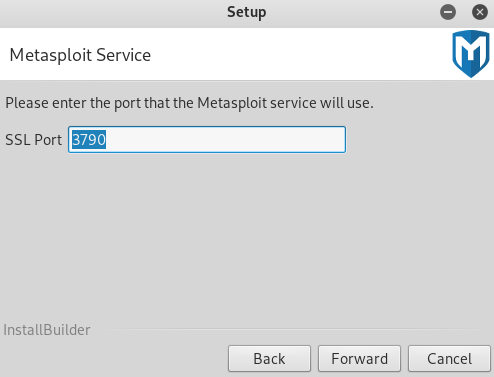 Setup
Metasploit Service
Please enter the port that the Metasploit service will use.
SSL Port 3790
InstallBuilder
Back Forward Cancel